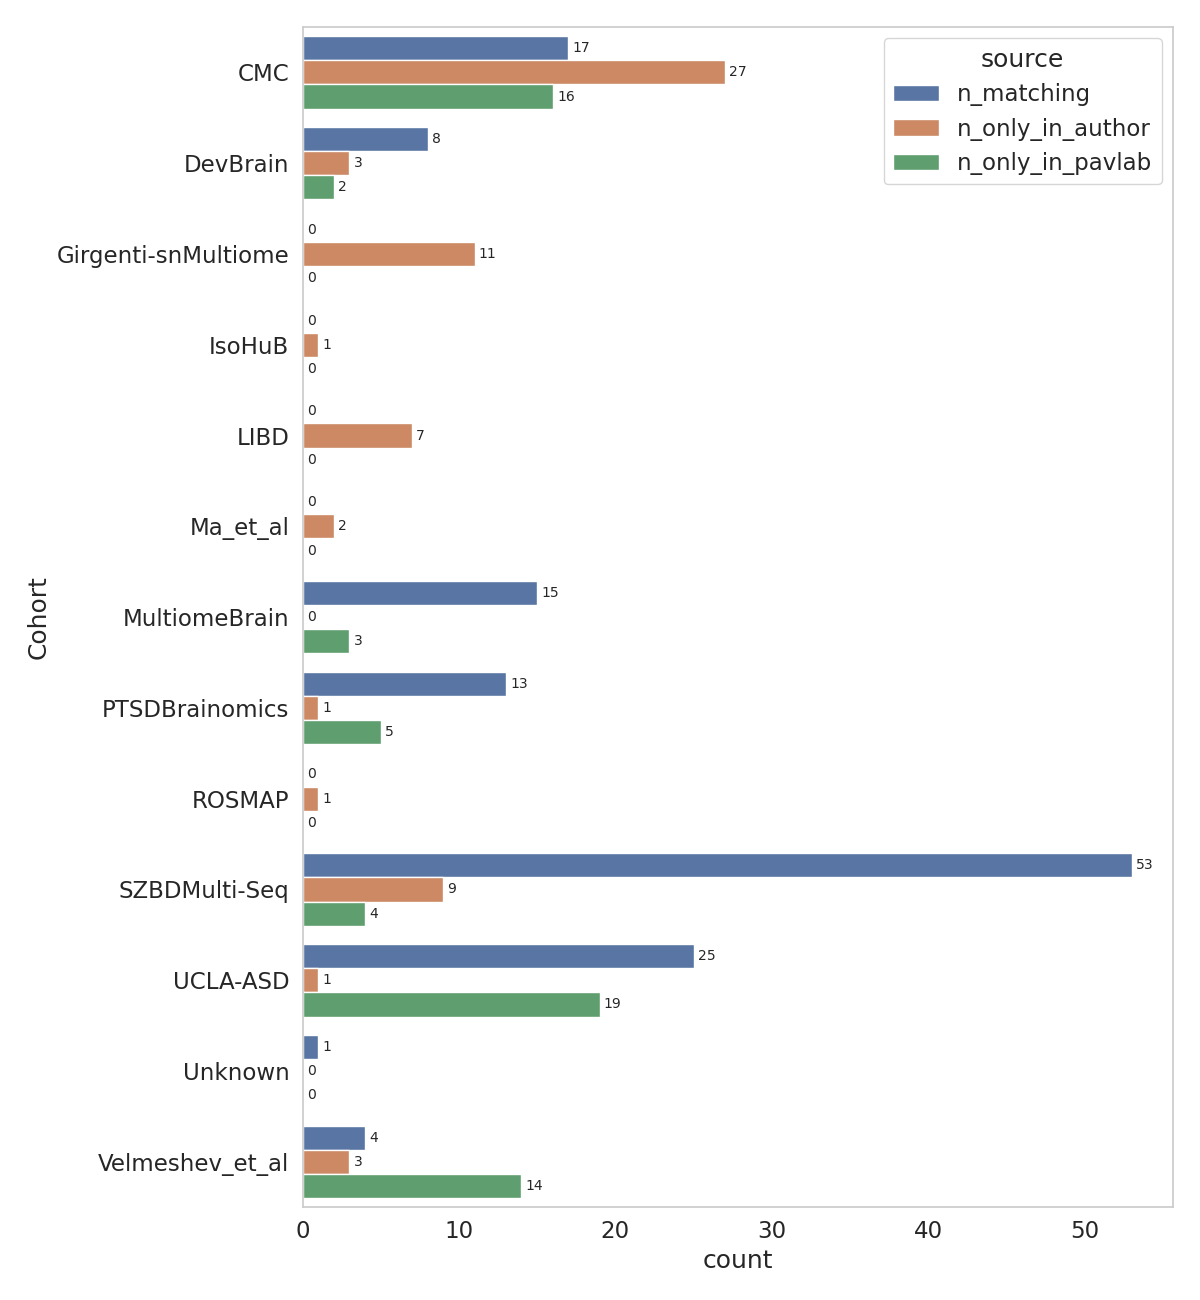 source
n_matching
n_only_in_author
n_only_in_pavlab
Cohort
CMC
17
27
16
DevBrain
8
3
2
Girgenti-snMultiome
0
11
0
IsoHuB
0
1
0
LIBD
0
7
0
Ma_et_al
0
2
0
MultiomeBrain
15
0
3
PTSDBrainomics
13
1
5
ROSMAP
0
1
0
SZBDMulti-Seq
53
9
4
UCLA-ASD
25
1
19
Unknown
1
0
0
Velmeshev_et_al
4
3
14
0 10 20 30 40 50
count